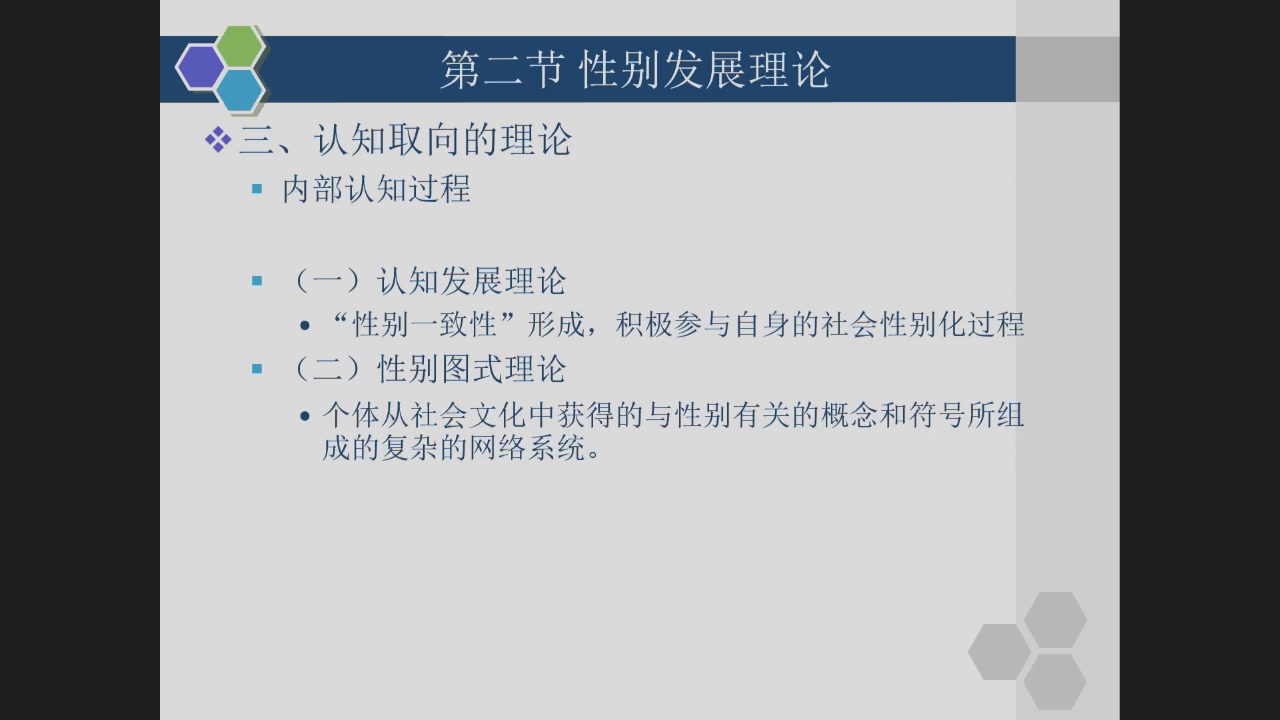 第二节 性别发展理论
三、认知取向的理论
内部认知过程
（一）认知发展理论
“性别一致性”形成，积极参与自身的社会性别化过程
（二）性别图式理论
个体从社会文化中获得的与性别有关的概念和符号所组
成的复杂的网络系统。